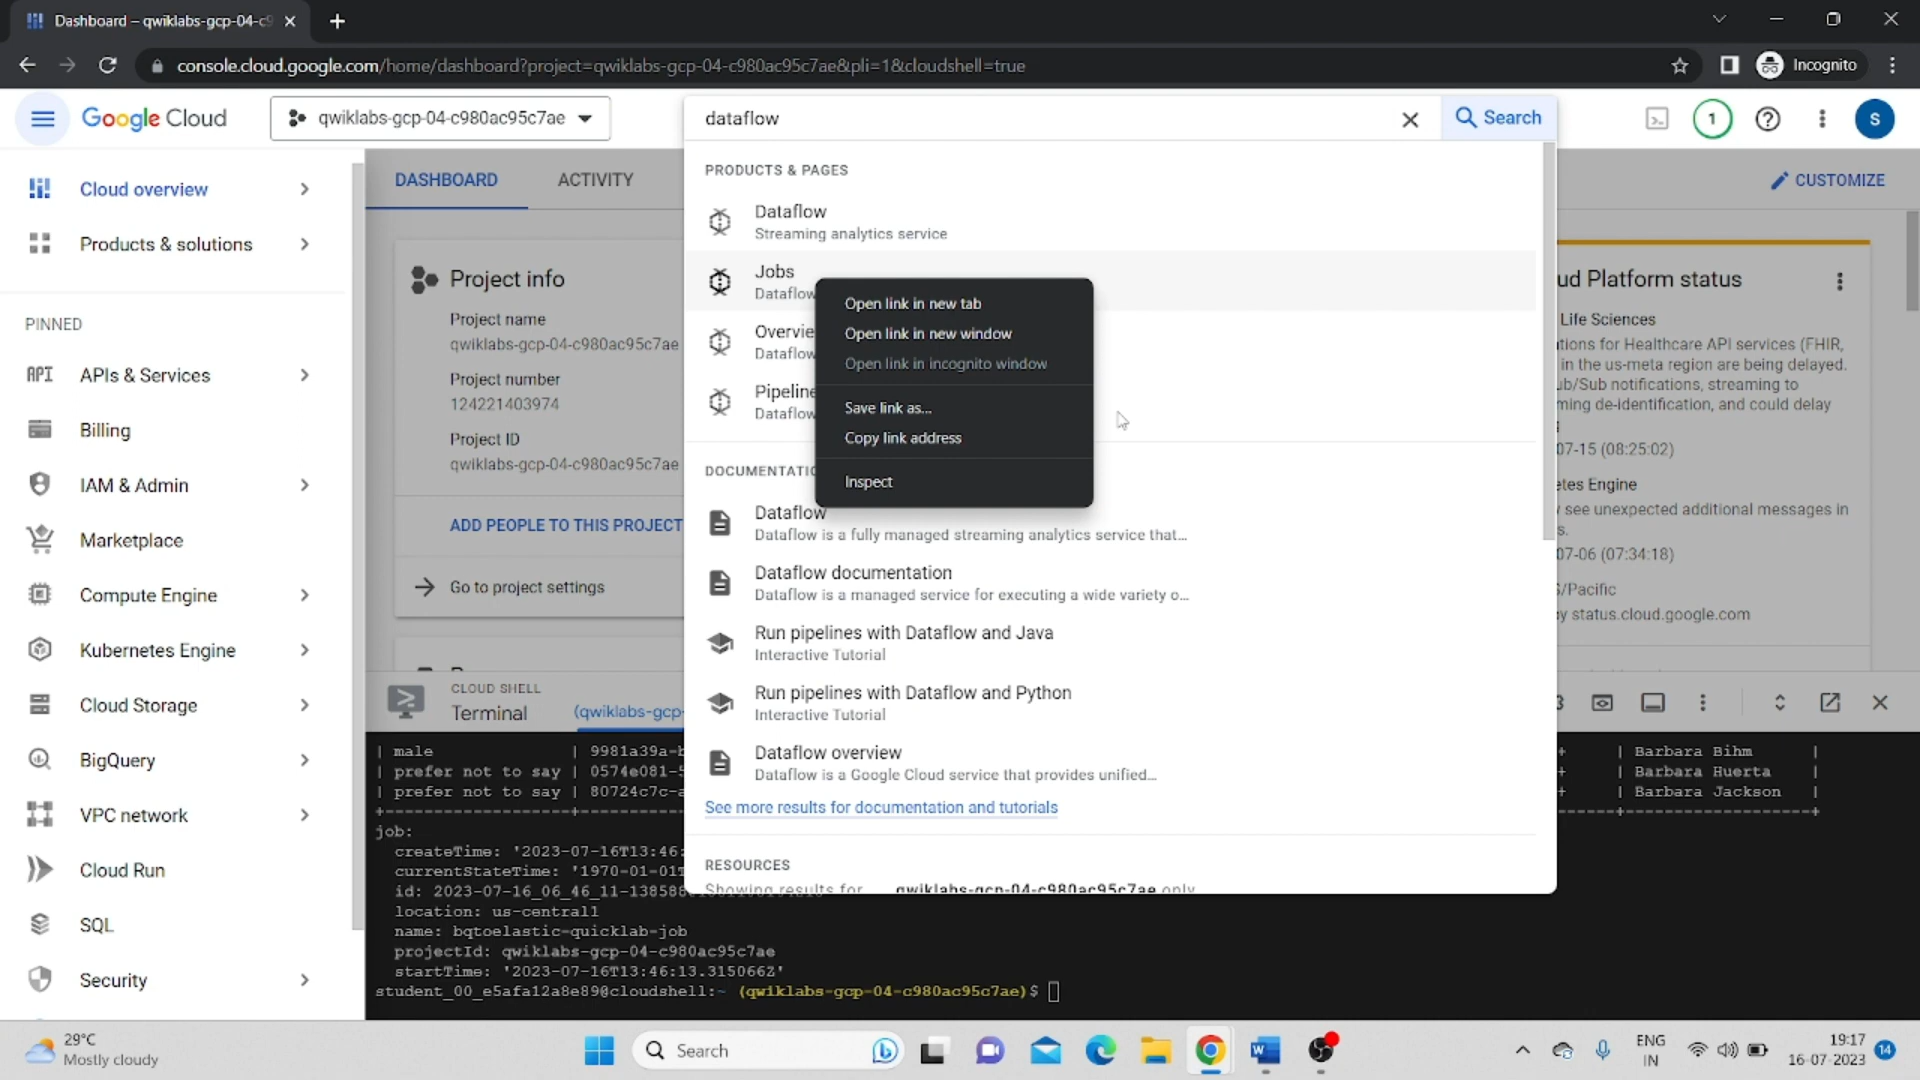 Dashboard – qwiklabs-gcp-04-c9
console.cloud.google.com/home/dashboard?project=qwiklabs-gcp-04-c980ac95c7ae&pli=1&cloudshell=true
Incognito
Google Cloud
qwiklabs-gcp-04-c980ac95c7ae
dataflow
Search
1
S
Cloud overview
Products & solutions
PINNED
API APIs & Services
Billing
IAM & Admin
Marketplace
Compute Engine
Kubernetes Engine
Cloud Storage
BigQuery
VPC network
Cloud Run
SQL
Security
DASHBOARD
ACTIVITY
CUSTOMIZE
Project info
Project name
qwiklabs-gcp-04-c980ac95c7ae
Project number
124221403974
Project ID
qwiklabs-gcp-04-c980ac95c7ae
ADD PEOPLE TO THIS PROJECT
Go to project settings
PRODUCTS & PAGES
Dataflow
Streaming analytics service
Jobs
Dataflow
Overvie
Dataflow
Pipeline
Dataflow
Open link in new tab
Open link in new window
Open link in incognito window
Save link as...
Copy link address
Inspect
DOCUMENTATIO
Dataflow
Dataflow is a fully managed streaming analytics service that...
Dataflow documentation
Dataflow is a managed service for executing a wide variety o...
Run pipelines with Dataflow and Java
Interactive Tutorial
Run pipelines with Dataflow and Python
Interactive Tutorial
Dataflow overview
Dataflow is a Google Cloud service that provides unified...
See more results for documentation and tutorials
RESOURCES
Showing results for qwiklabs-gcp-04-c980ac95c7ae only
ud Platform status
Life Sciences
tions for Healthcare API services (FHIR,
in the us-meta region are being delayed.
ub/Sub notifications, streaming to
ming de-identification, and could delay
07-15 (08:25:02)
etes Engine
see unexpected additional messages in
s.
07-06 (07:34:18)
S/Pacific
y status.cloud.google.com
CLOUD SHELL
Terminal
(qwiklabs-gcp-
| male | 9981a39a-b
| prefer not to say | 0574e081-5
| prefer not to say | 80724c7c-a
+ | Barbara Bihm |
+ | Barbara Huerta |
+ | Barbara Jackson |
job:
createTime: '2023-07-16T13:46:
currentStateTime: '1970-01-01T
id: 2023-07-16_06_46_11-138588
location: us-central1
name: bqtoelastic-quicklab-job
projectId: qwiklabs-gcp-04-c980ac95c7ae
startTime: '2023-07-16T13:46:13.315066Z'
student_00_e5afa12a8e89@cloudshell:~ (qwiklabs-gcp-04-c980ac95c7ae)$
29°C
Mostly cloudy
Search
ENG
IN
19:17
16-07-2023
14